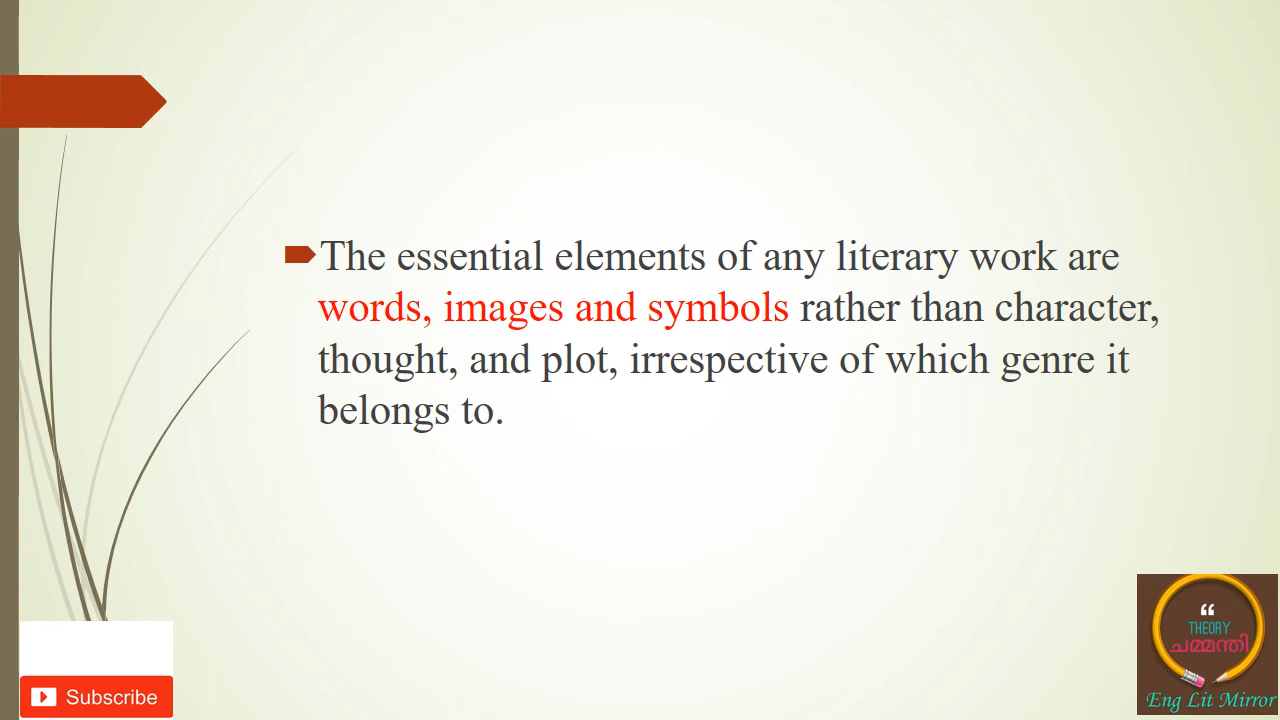 The essential elements of any literary work are
words, images and symbols rather than character,
thought, and plot, irrespective of which genre it
belongs to.
Subscribe
“
THEORY
ചമ്മന്തി
Eng Lit Mirror